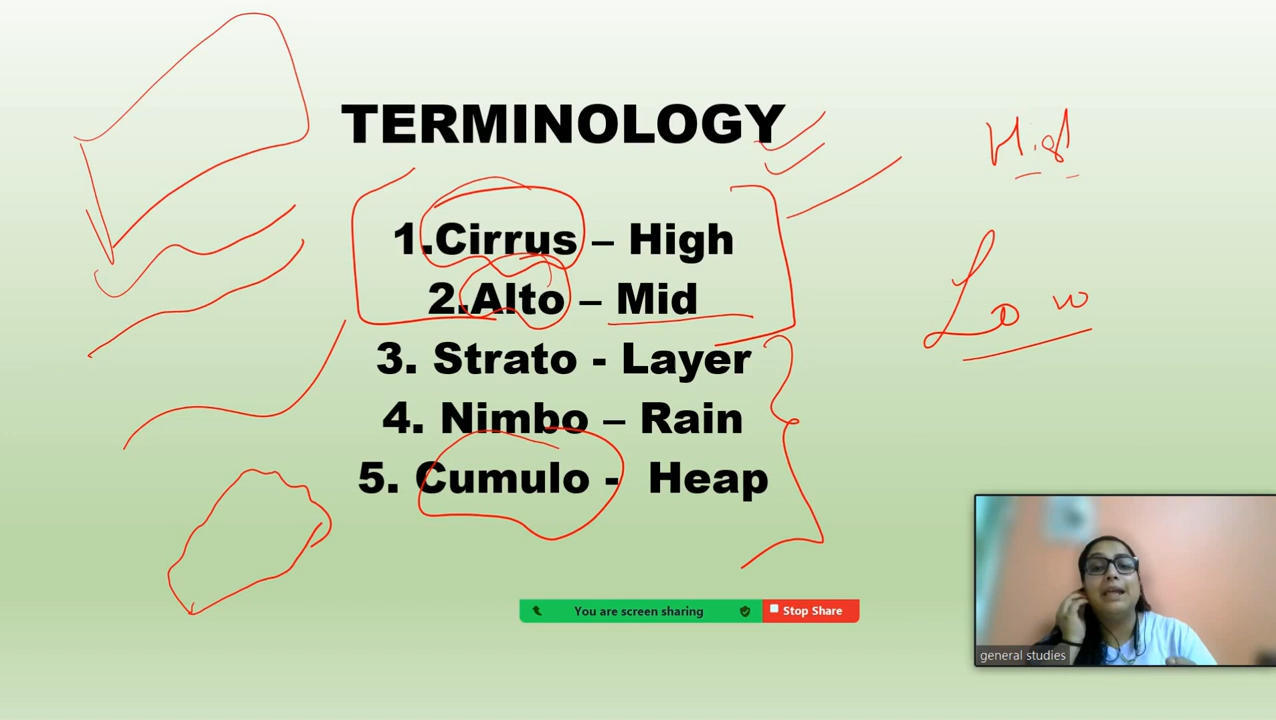 TERMINOLOGY
High
1.Cirrus – High
2.Alto – Mid
Low
3. Strato - Layer
4. Nimbo – Rain
5. Cumulo - Heap
You are screen sharing
Stop Share
general studies